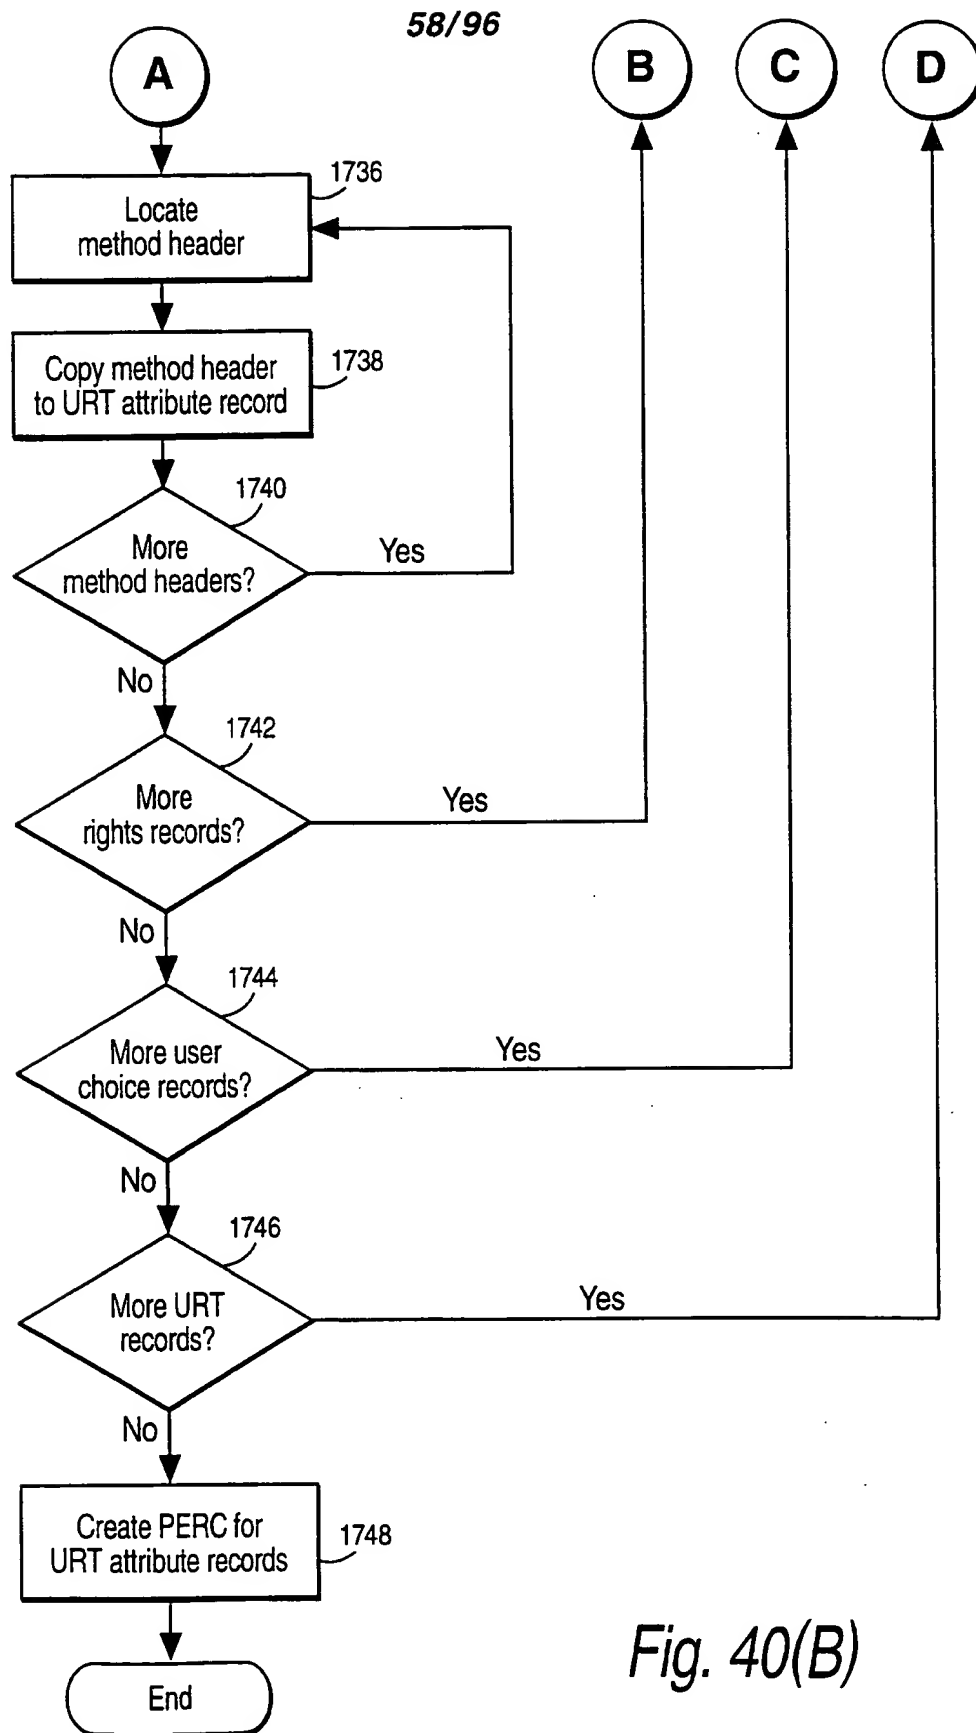 58/96
A
B
C
D
1736
Locate
method header
Copy method header
to URT attribute record
1738
1740
More
method headers?
Yes
No
1742
More
rights records?
Yes
No
1744
More user
choice records?
Yes
No
1746
More URT
records?
Yes
No
Create PERC for
URT attribute records
1748
End
Fig. 40(B)